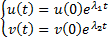 u(t) = u(0)e^{λ₁t}
v(t) = v(0)e^{λ₂t}